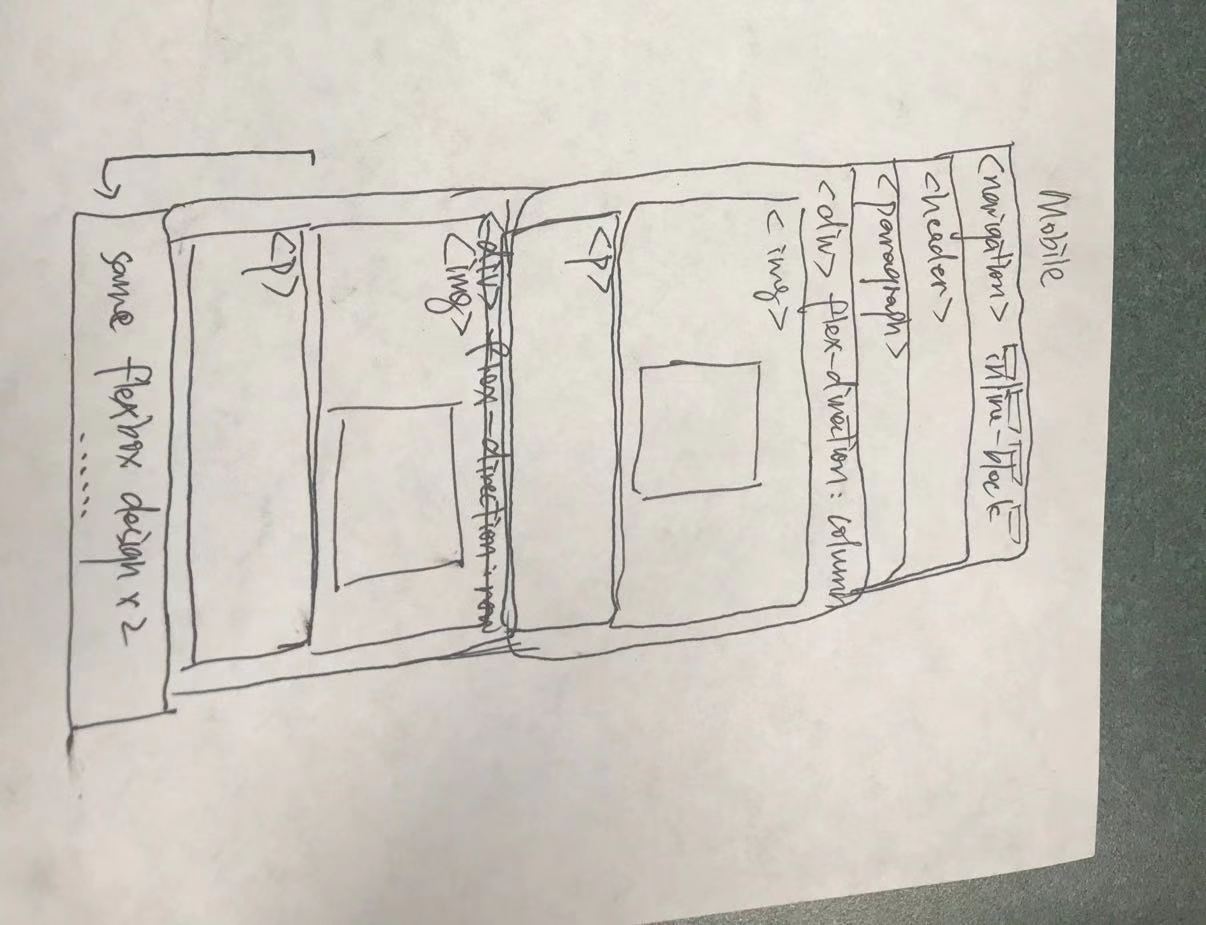 Mobile
<navigation> inline-block
<header>
<paragraph>
<div> flex-direction: column
<img>
<p>
<div> flex-direction: row
<img>
<p>
same flexbox design x 2
......